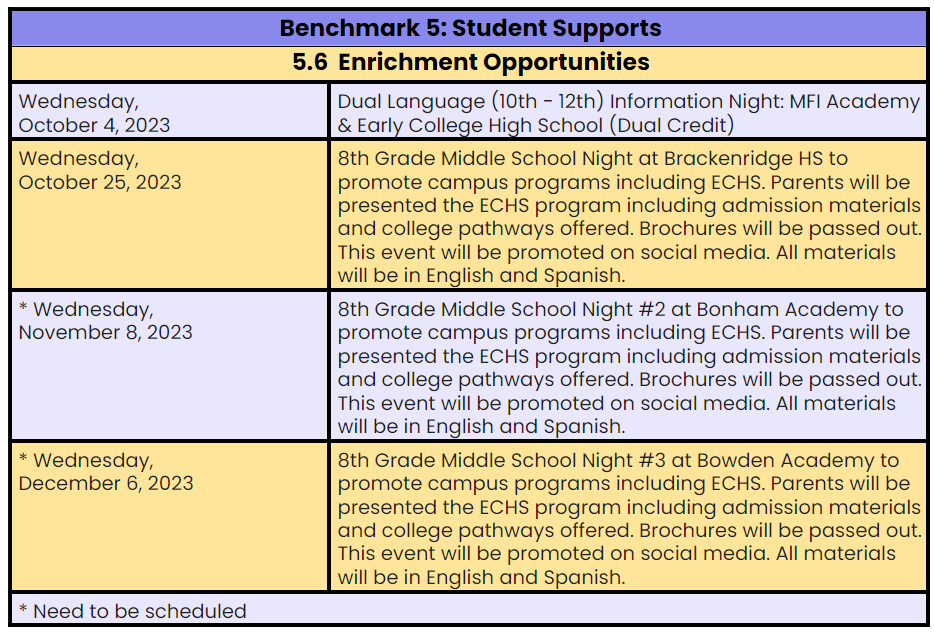 Benchmark 5: Student Supports
5.6 Enrichment Opportunities
Wednesday,
October 4, 2023
Dual Language (10th - 12th) Information Night: MFI Academy
& Early College High School (Dual Credit)
Wednesday,
October 25, 2023
8th Grade Middle School Night at Brackenridge HS to
promote campus programs including ECHS. Parents will be
presented the ECHS program including admission materials
and college pathways offered. Brochures will be passed out.
This event will be promoted on social media. All materials
will be in English and Spanish.
* Wednesday,
November 8, 2023
8th Grade Middle School Night #2 at Bonham Academy to
promote campus programs including ECHS. Parents will be
presented the ECHS program including admission materials
and college pathways offered. Brochures will be passed out.
This event will be promoted on social media. All materials
will be in English and Spanish.
* Wednesday,
December 6, 2023
8th Grade Middle School Night #3 at Bowden Academy to
promote campus programs including ECHS. Parents will be
presented the ECHS program including admission materials
and college pathways offered. Brochures will be passed out.
This event will be promoted on social media. All materials
will be in English and Spanish.
* Need to be scheduled